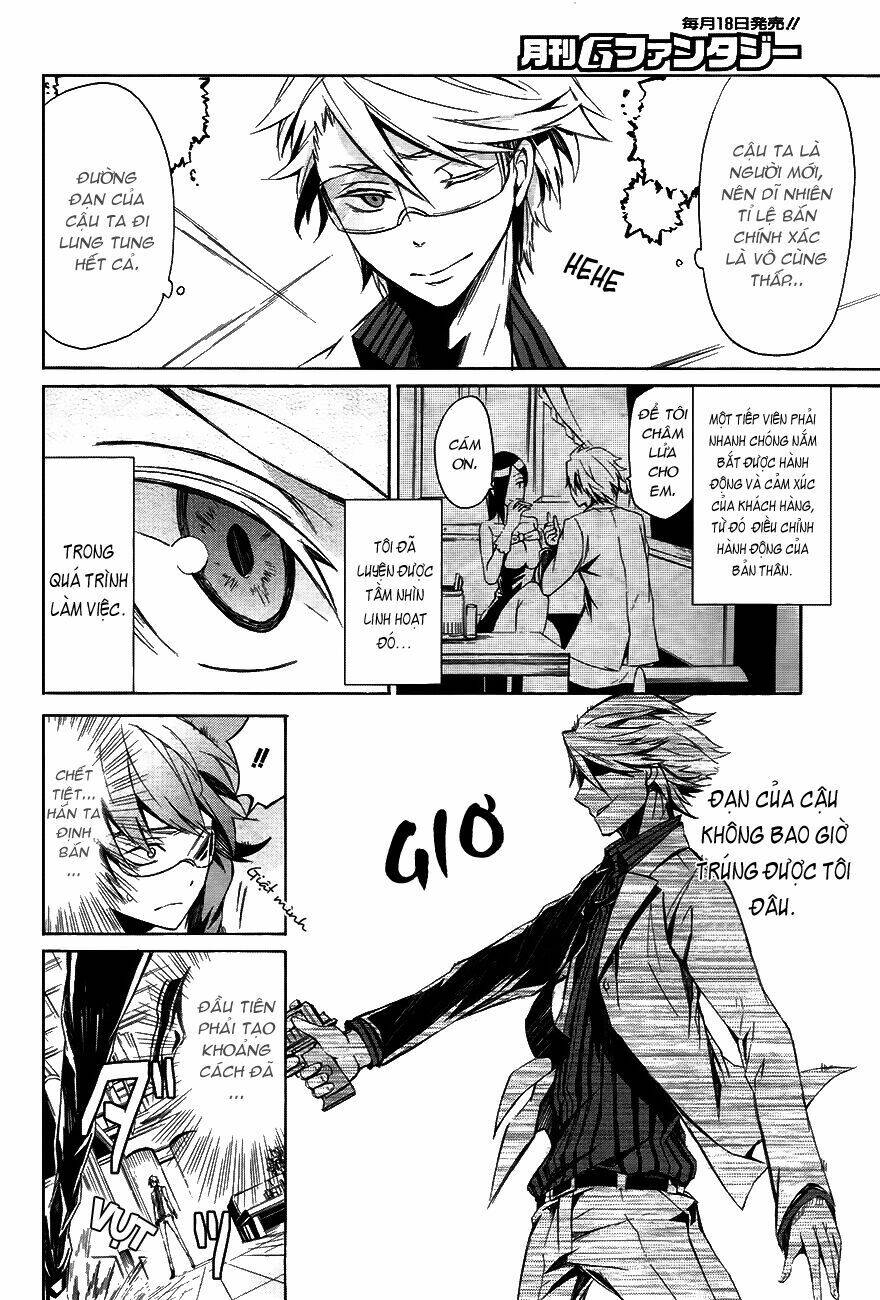 毎月18日発売!!
月刊Gファンタジー
CẬU TA LÀ
NGƯỜI MỚI,
NÊN DĨ NHIÊN
TỈ LỆ BẮN
CHÍNH XÁC
LÀ VÔ CÙNG
THẤP...
HEHE
ĐƯỜNG
ĐẠN CỦA
CẬU TA ĐI
LUNG TUNG
HẾT CẢ.
MỘT TIẾP VIÊN PHẢI
NHANH CHÓNG NẮM
BẮT ĐƯỢC HÀNH
ĐỘNG VÀ CẢM XÚC
CỦA KHÁCH HÀNG,
TỪ ĐÓ ĐIỀU CHỈNH
HÀNH ĐỘNG CỦA
BẢN THÂN.
ĐỂ TÔI
CHÂM
LỬA
CHO
EM.
CÁM
ƠN.
TÔI ĐÃ
LUYỆN ĐƯỢC
TẦM NHÌN
LINH HOẠT
ĐÓ...
TRONG
QUÁ TRÌNH
LÀM VIỆC.
ĐẠN CỦA CẬU
KHÔNG BAO GIỜ
TRÚNG ĐƯỢC TÔI
ĐÂU.
GIƠ
!!
CHẾT
TIỆT...
HẮN TA
ĐỊNH
BẮN
...
Giật mình
ĐẦU TIÊN
PHẢI TẠO
KHOẢNG
CÁCH ĐÃ
...
VỤT